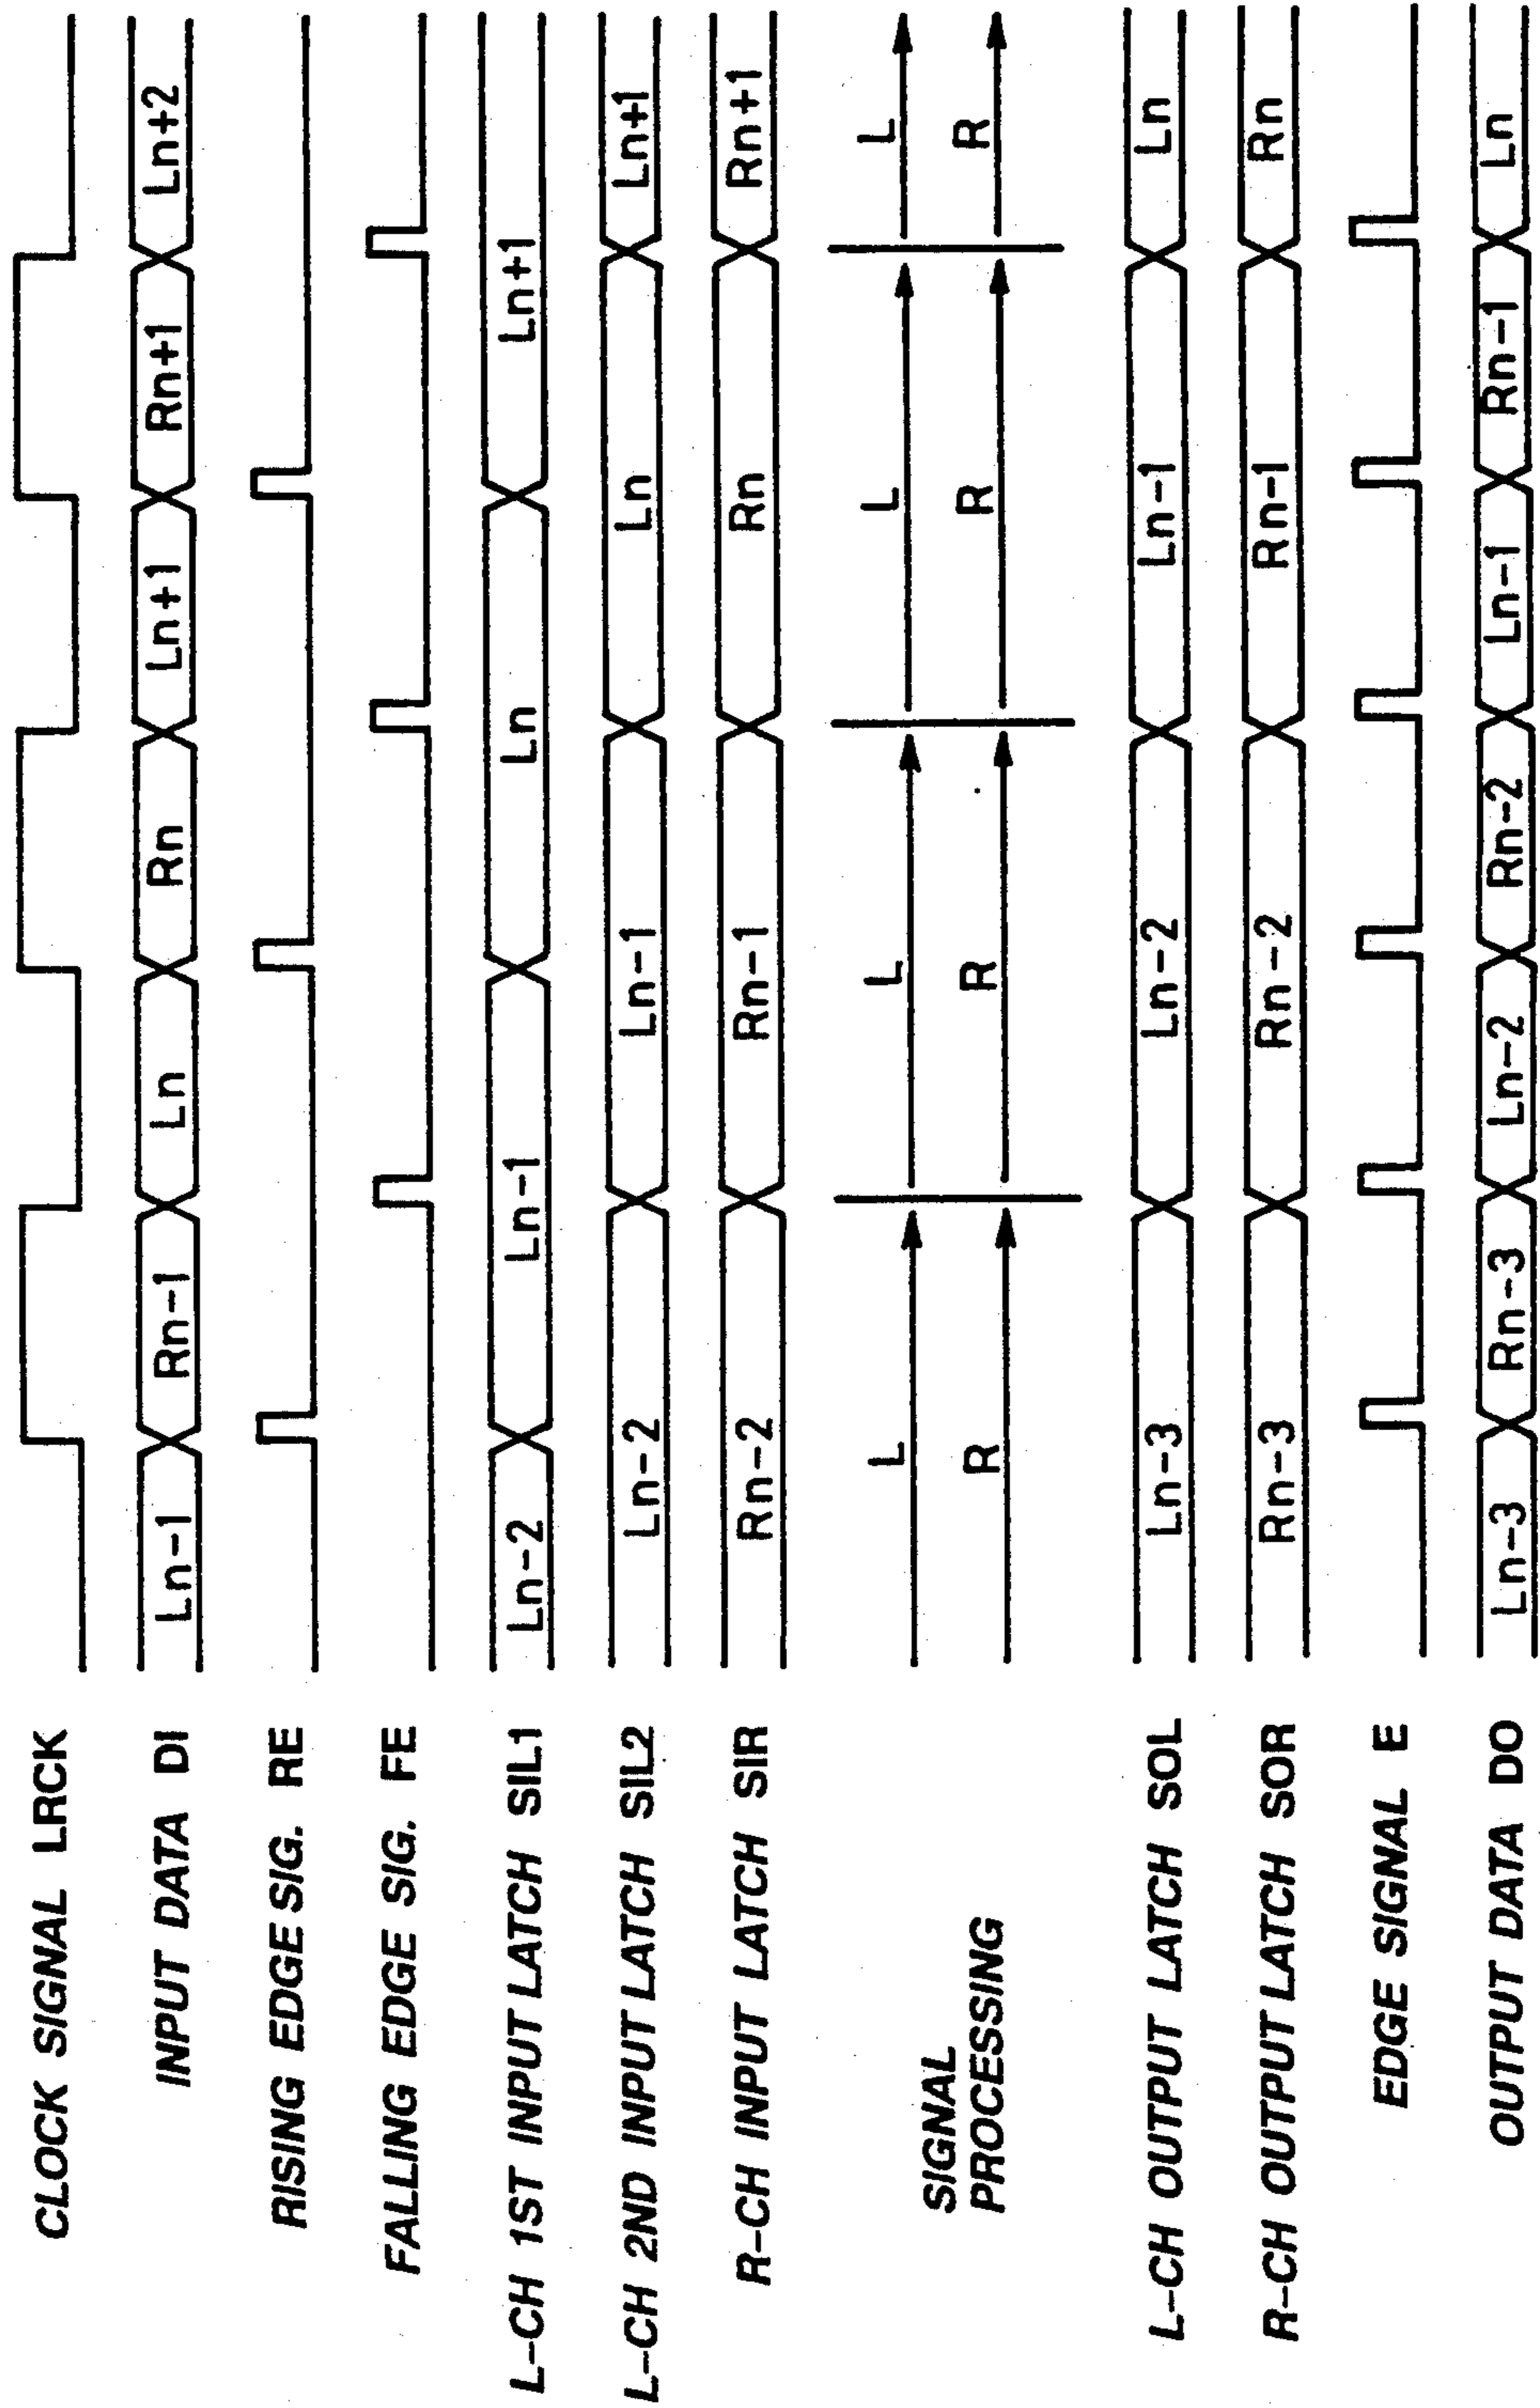 CLOCK SIGNAL LRCK
INPUT DATA DI Ln-1 Rn-1 Ln Rn Ln+1 Rn+1 Ln+2
RISING EDGE SIG. RE
FALLING EDGE SIG. FE
L-CH 1ST INPUT LATCH SIL1 Ln-2 Ln-1 Ln Ln+1
L-CH 2ND INPUT LATCH SIL2 Ln-2 Ln-1 Ln Ln+1
R-CH INPUT LATCH SIR Rn-2 Rn-1 Rn Rn+1
L L L L
SIGNAL
PROCESSING
R R R R
L-CH OUTPUT LATCH SOL Ln-3 Ln-2 Ln-1 Ln
R-CH OUTPUT LATCH SOR Rn-3 Rn-2 Rn-1 Rn
EDGE SIGNAL E
OUTPUT DATA DO Ln-3 Rn-3 Ln-2 Rn-2 Ln-1 Rn-1 Ln